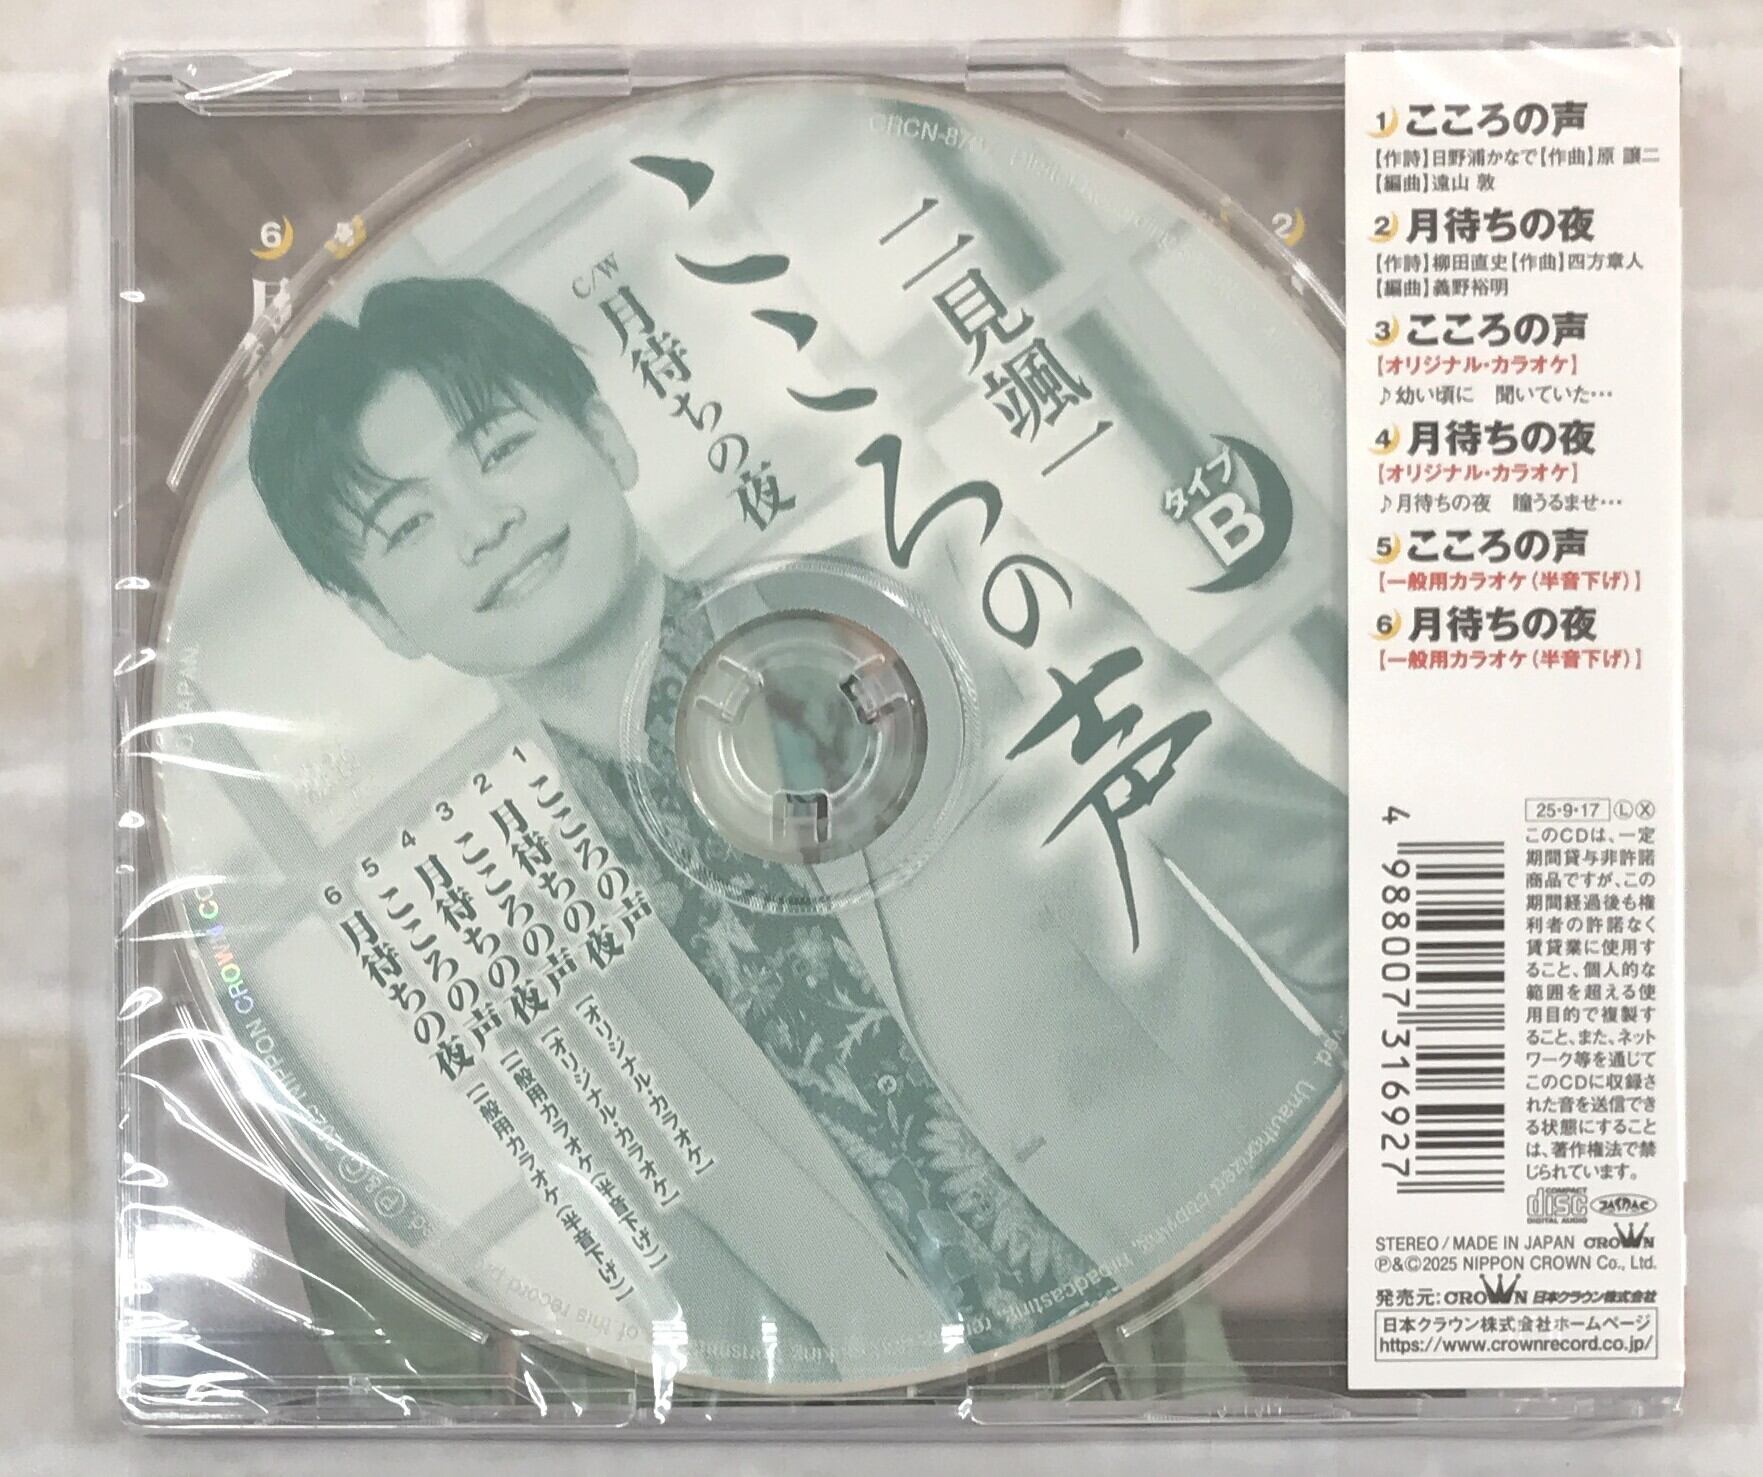 二見颯一
こころの声
C/W
月待ちの夜
タイプ
B
1 こころの声
2 月待ちの夜
3 こころの声 [オリジナル・カラオケ]
4 月待ちの夜 [オリジナル・カラオケ]
5 こころの声 [一般用カラオケ(半音下げ)]
6 月待ちの夜 [一般用カラオケ(半音下げ)]
6
2
1 こころの声
【作詩】日野浦かなで【作曲】原 譲二
【編曲】遠山 敦
2 月待ちの夜
【作詩】柳田直史【作曲】四方章人
【編曲】義野裕明
3 こころの声
【オリジナル・カラオケ】
♪幼い頃に 聞いていた…
4 月待ちの夜
【オリジナル・カラオケ】
♪月待ちの夜 瞳うるませ…
5 こころの声
【一般用カラオケ(半音下げ)】
6 月待ちの夜
【一般用カラオケ(半音下げ)】
4 988007 316927
25・9・17 Ⓛ Ⓧ
このCDは、一定
期間貸与非許諾
商品ですが、この
期間経過後も権
利者の許諾なく
賃貸業に使用す
ること、個人的な
範囲を超える使
用目的で複製す
ること、また、ネット
ワーク等を通じて
このCDに収録さ
れた音を送信でき
る状態にすること
は、著作権法で禁
じられています。
COMPACT
disc
DIGITAL AUDIO
JASRAC
STEREO / MADE IN JAPAN CROWN
Ⓟ&Ⓒ2025 NIPPON CROWN Co., Ltd.
発売元:CROWN 日本クラウン株式会社
日本クラウン株式会社ホームページ
https://www.crownrecord.co.jp/